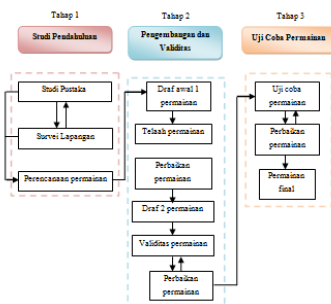 Tahap 1
Studi Pendahuluan
Studi Pustaka
Survei Lapangan
Perencanaan permainan
Tahap 2
Pengembangan dan
Validitas
Draf awal 1
permainan
Telaah permainan
Perbaikan
permainan
Draf 2 permainan
Validitas permainan
Perbaikan
permainan
Tahap 3
Uji Coba Permainan
Uji coba
permainan
Perbaikan
permainan
Permainan
final